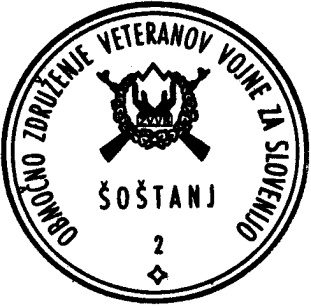 OBMOČNO ZDRUŽENJE VETERANOV VOJNE ZA SLOVENIJO
ŠOŠTANJ
2